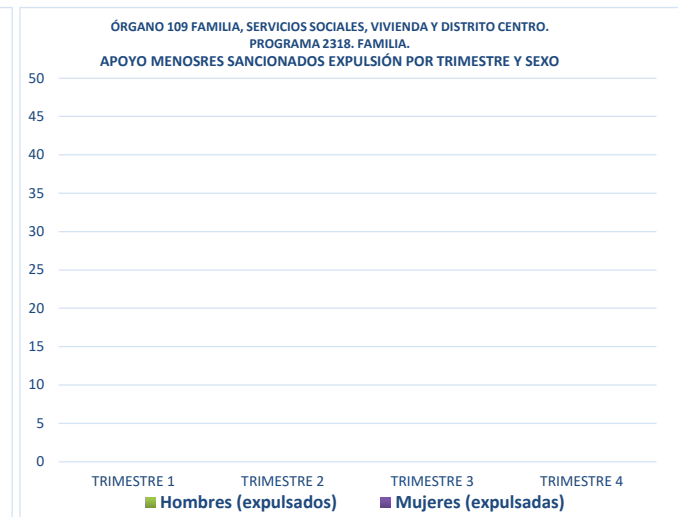 ÓRGANO 109 FAMILIA, SERVICIOS SOCIALES, VIVIENDA Y DISTRITO CENTRO.
PROGRAMA 2318. FAMILIA.
APOYO MENOSRES SANCIONADOS EXPULSIÓN POR TRIMESTRE Y SEXO
50
45
40
35
30
25
20
15
10
5
0
TRIMESTRE 1 TRIMESTRE 2 TRIMESTRE 3 TRIMESTRE 4
Hombres (expulsados) Mujeres (expulsadas)